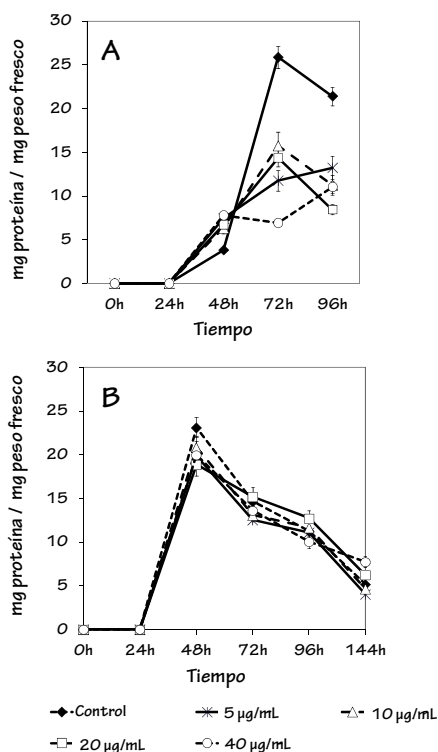 A
30
25
20
15
10
5
0
mg proteína / mg peso fresco
0h 24h 48h 72h 96h
Tiempo
B
30
25
20
15
10
5
0
mg proteína / mg peso fresco
0h 24h 48h 72h 96h 144h
Tiempo
Control 5 µg/mL 10 µg/mL
20 µg/mL 40 µg/mL